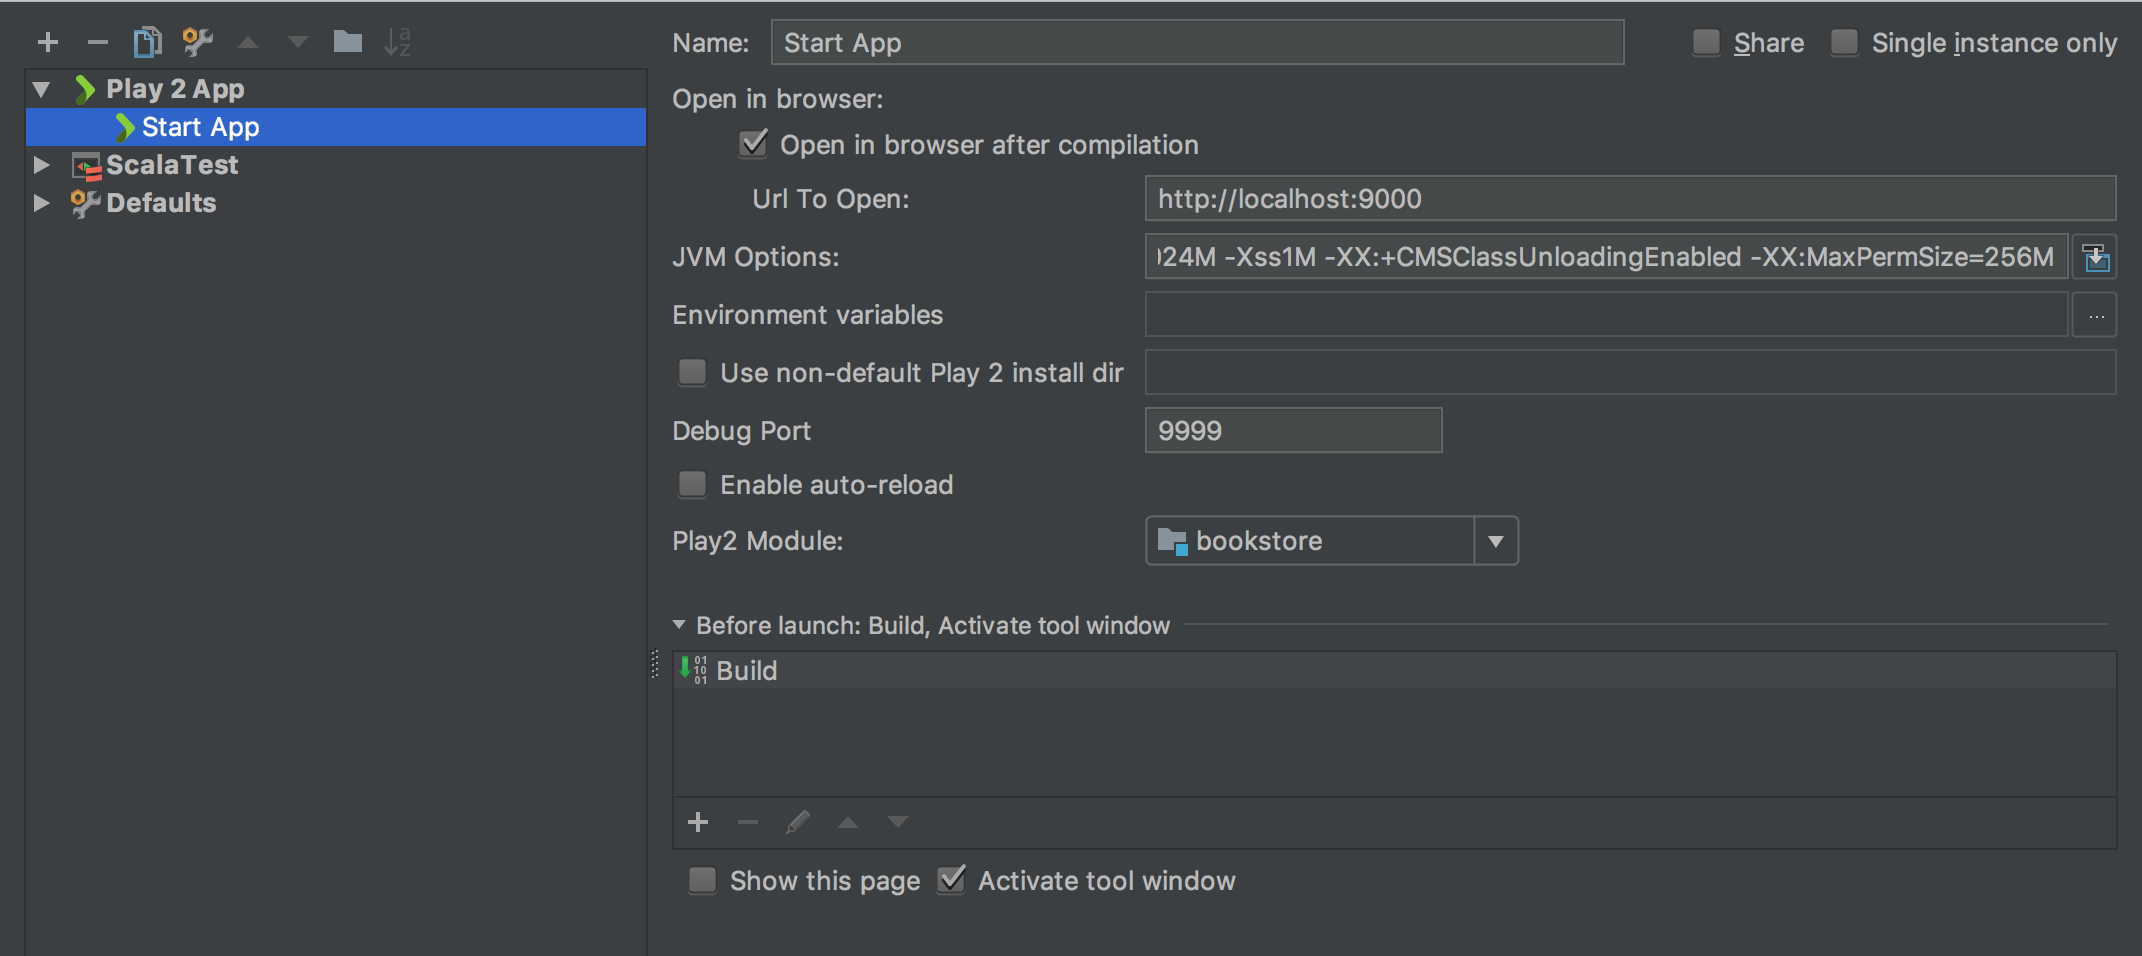 Name: Start App Share Single instance only
Play 2 App
Start App
ScalaTest
Defaults
Open in browser:
Open in browser after compilation
Url To Open: http://localhost:9000
JVM Options: 024M -Xss1M -XX:+CMSClassUnloadingEnabled -XX:MaxPermSize=256M
Environment variables ...
Use non-default Play 2 install dir
Debug Port 9999
Enable auto-reload
Play2 Module: bookstore
Before launch: Build, Activate tool window
Build
Show this page Activate tool window